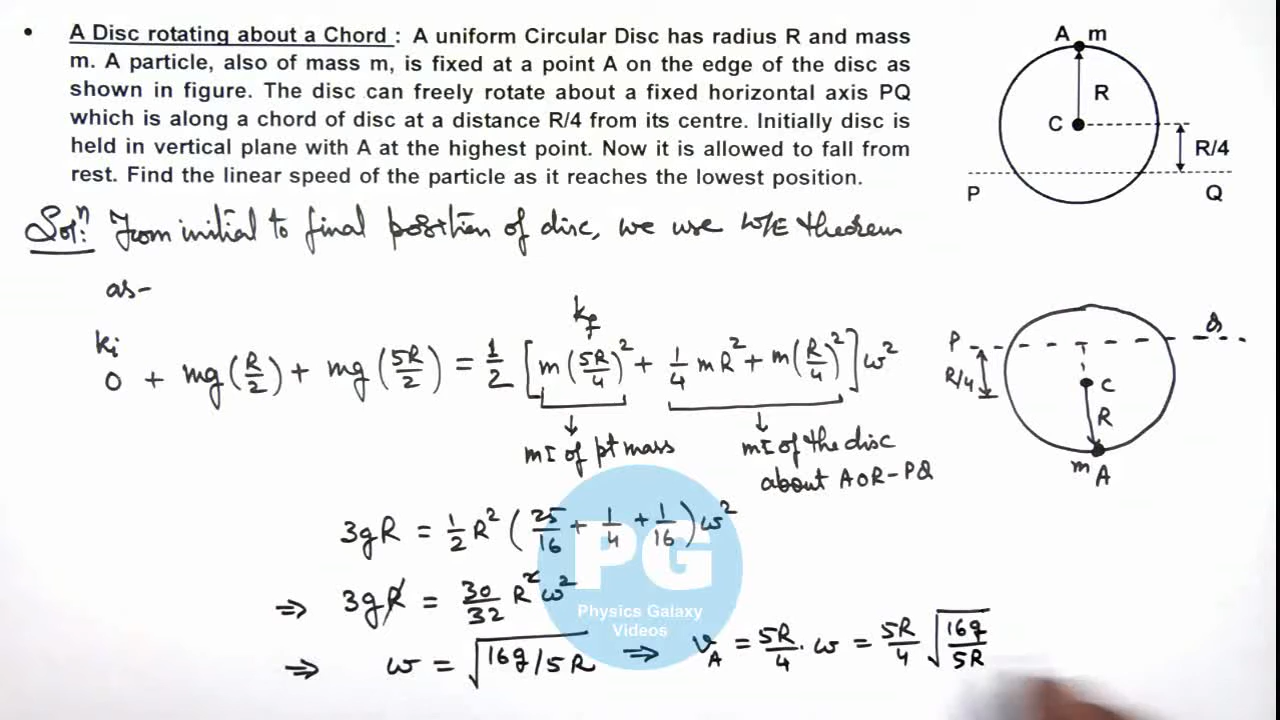 • A Disc rotating about a Chord : A uniform Circular Disc has radius R and mass
m. A particle, also of mass m, is fixed at a point A on the edge of the disc as
shown in figure. The disc can freely rotate about a fixed horizontal axis PQ
which is along a chord of disc at a distance R/4 from its centre. Initially disc is
held in vertical plane with A at the highest point. Now it is allowed to fall from
rest. Find the linear speed of the particle as it reaches the lowest position.
A m
R
C
R/4
P Q
Solⁿ: From initial to final position of disc, we use W/E theorem
as-
kᵢ
k_f
0 + mg(R/2) + mg(5R/2) = 1/2 [m(5R/4)² + 1/4 mR² + m(R/4)²]ω²
MI of pt mass
MI of the disc
about AOR-PQ
P
R/4
C
R
m A
3gR = 1/2 R² (25/16 + 1/4 + 1/16)ω²
⇒ 3gR = 30/32 R²ω²
⇒ ω = √16g/5R ⇒ v_A = 5R/4 · ω = 5R/4 √16g/5R
PG
Physics Galaxy
Videos